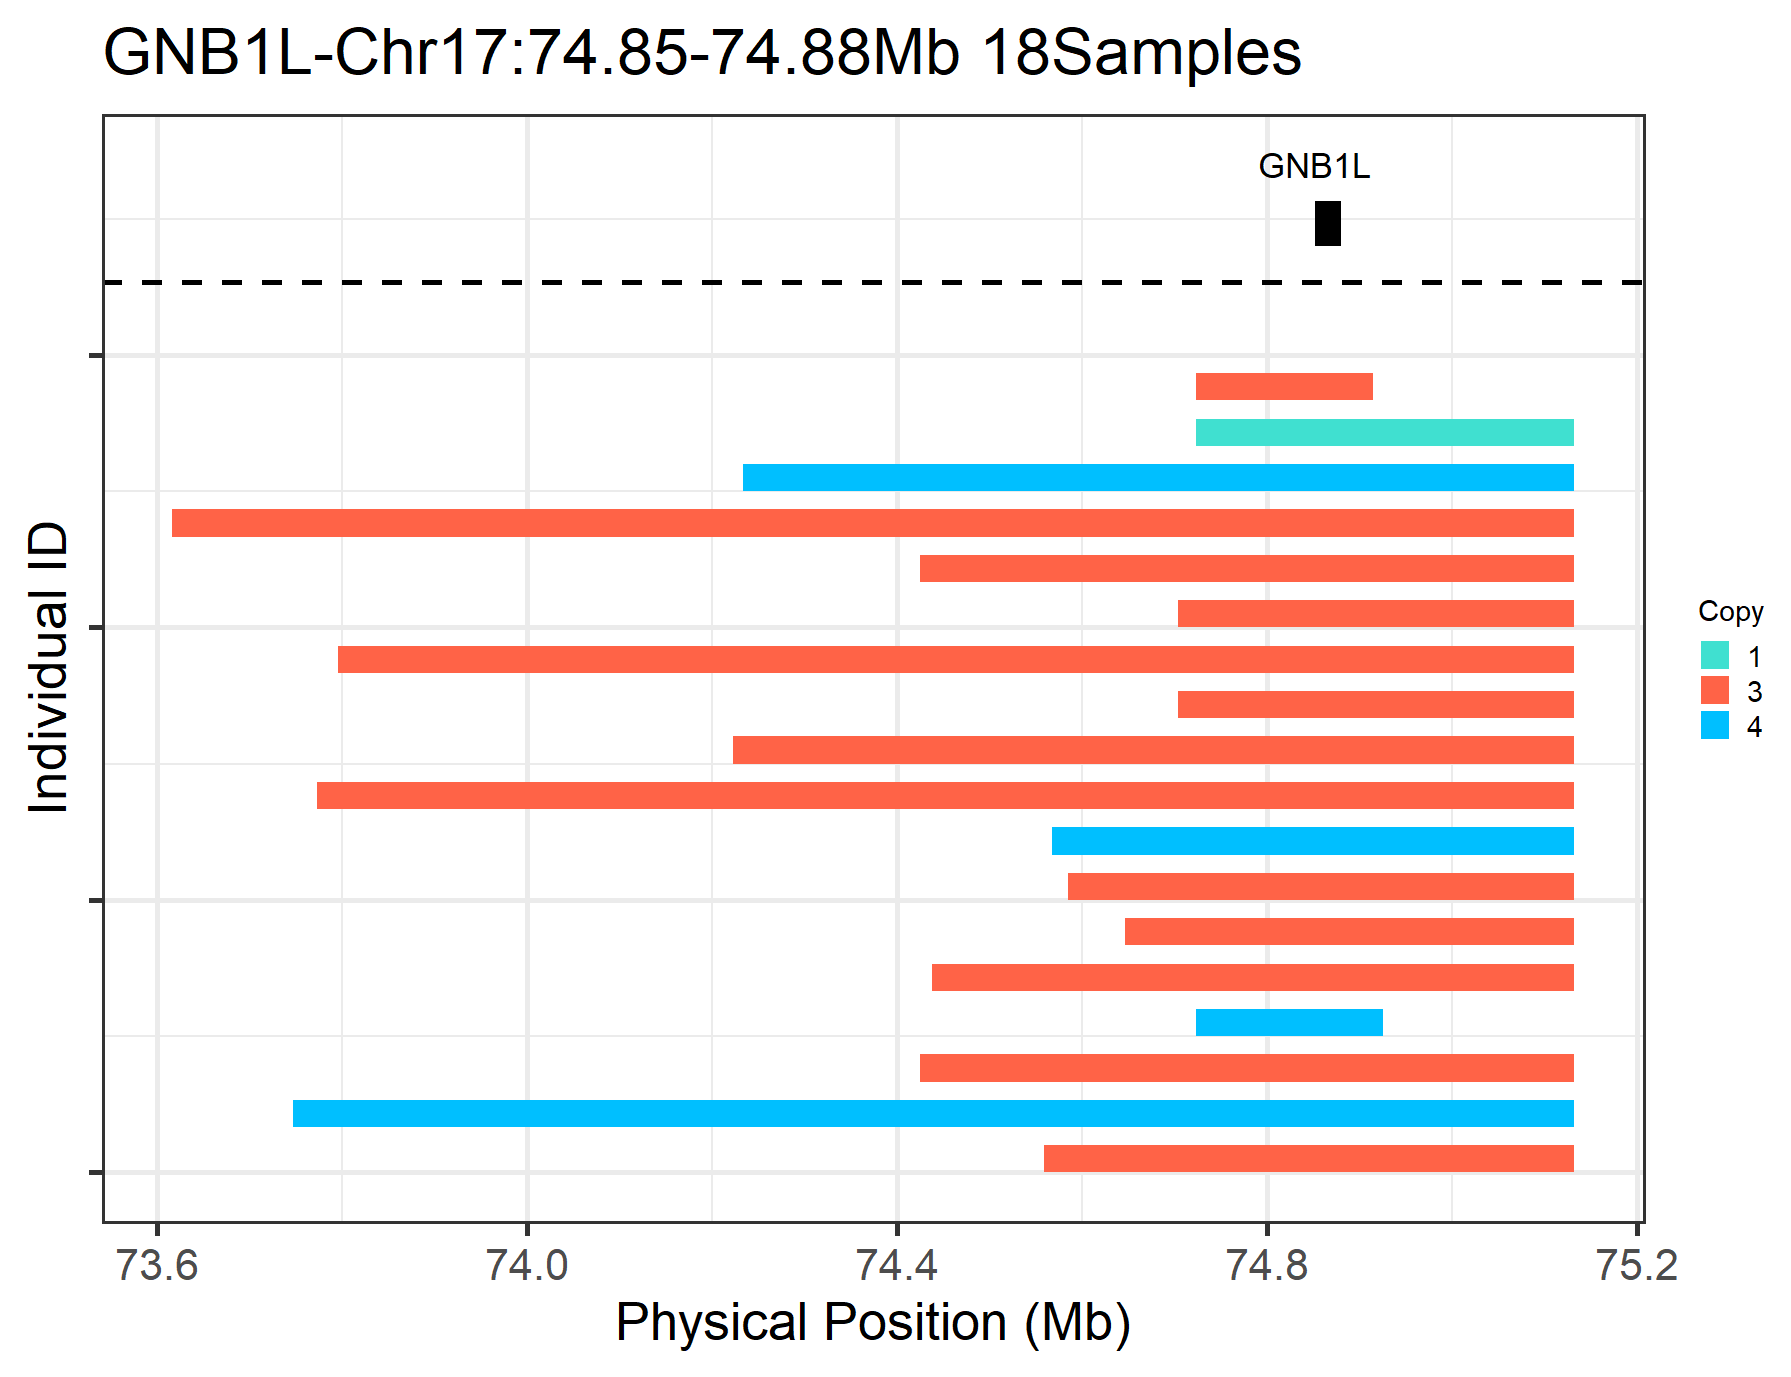 GNB1L-Chr17:74.85-74.88Mb 18Samples
GNB1L
Individual ID
Copy
1
3
4
73.6 74.0 74.4 74.8 75.2
Physical Position (Mb)